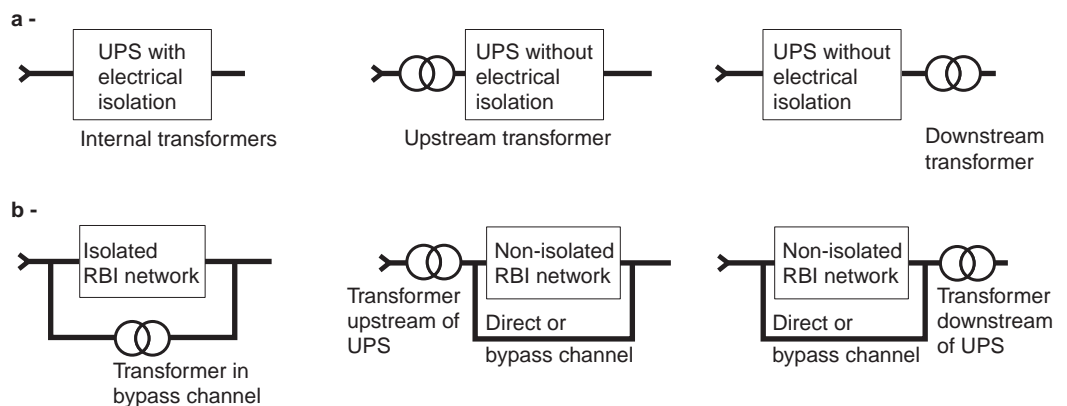 a -
UPS with
electrical
isolation
Internal transformers
UPS without
electrical
isolation
Upstream transformer
UPS without
electrical
isolation
Downstream
transformer
b -
Isolated
RBI network
Transformer in
bypass channel
Non-isolated
RBI network
Transformer
upstream of
UPS
Direct or
bypass channel
Non-isolated
RBI network
Direct or
bypass channel
Transformer
downstream
of UPS